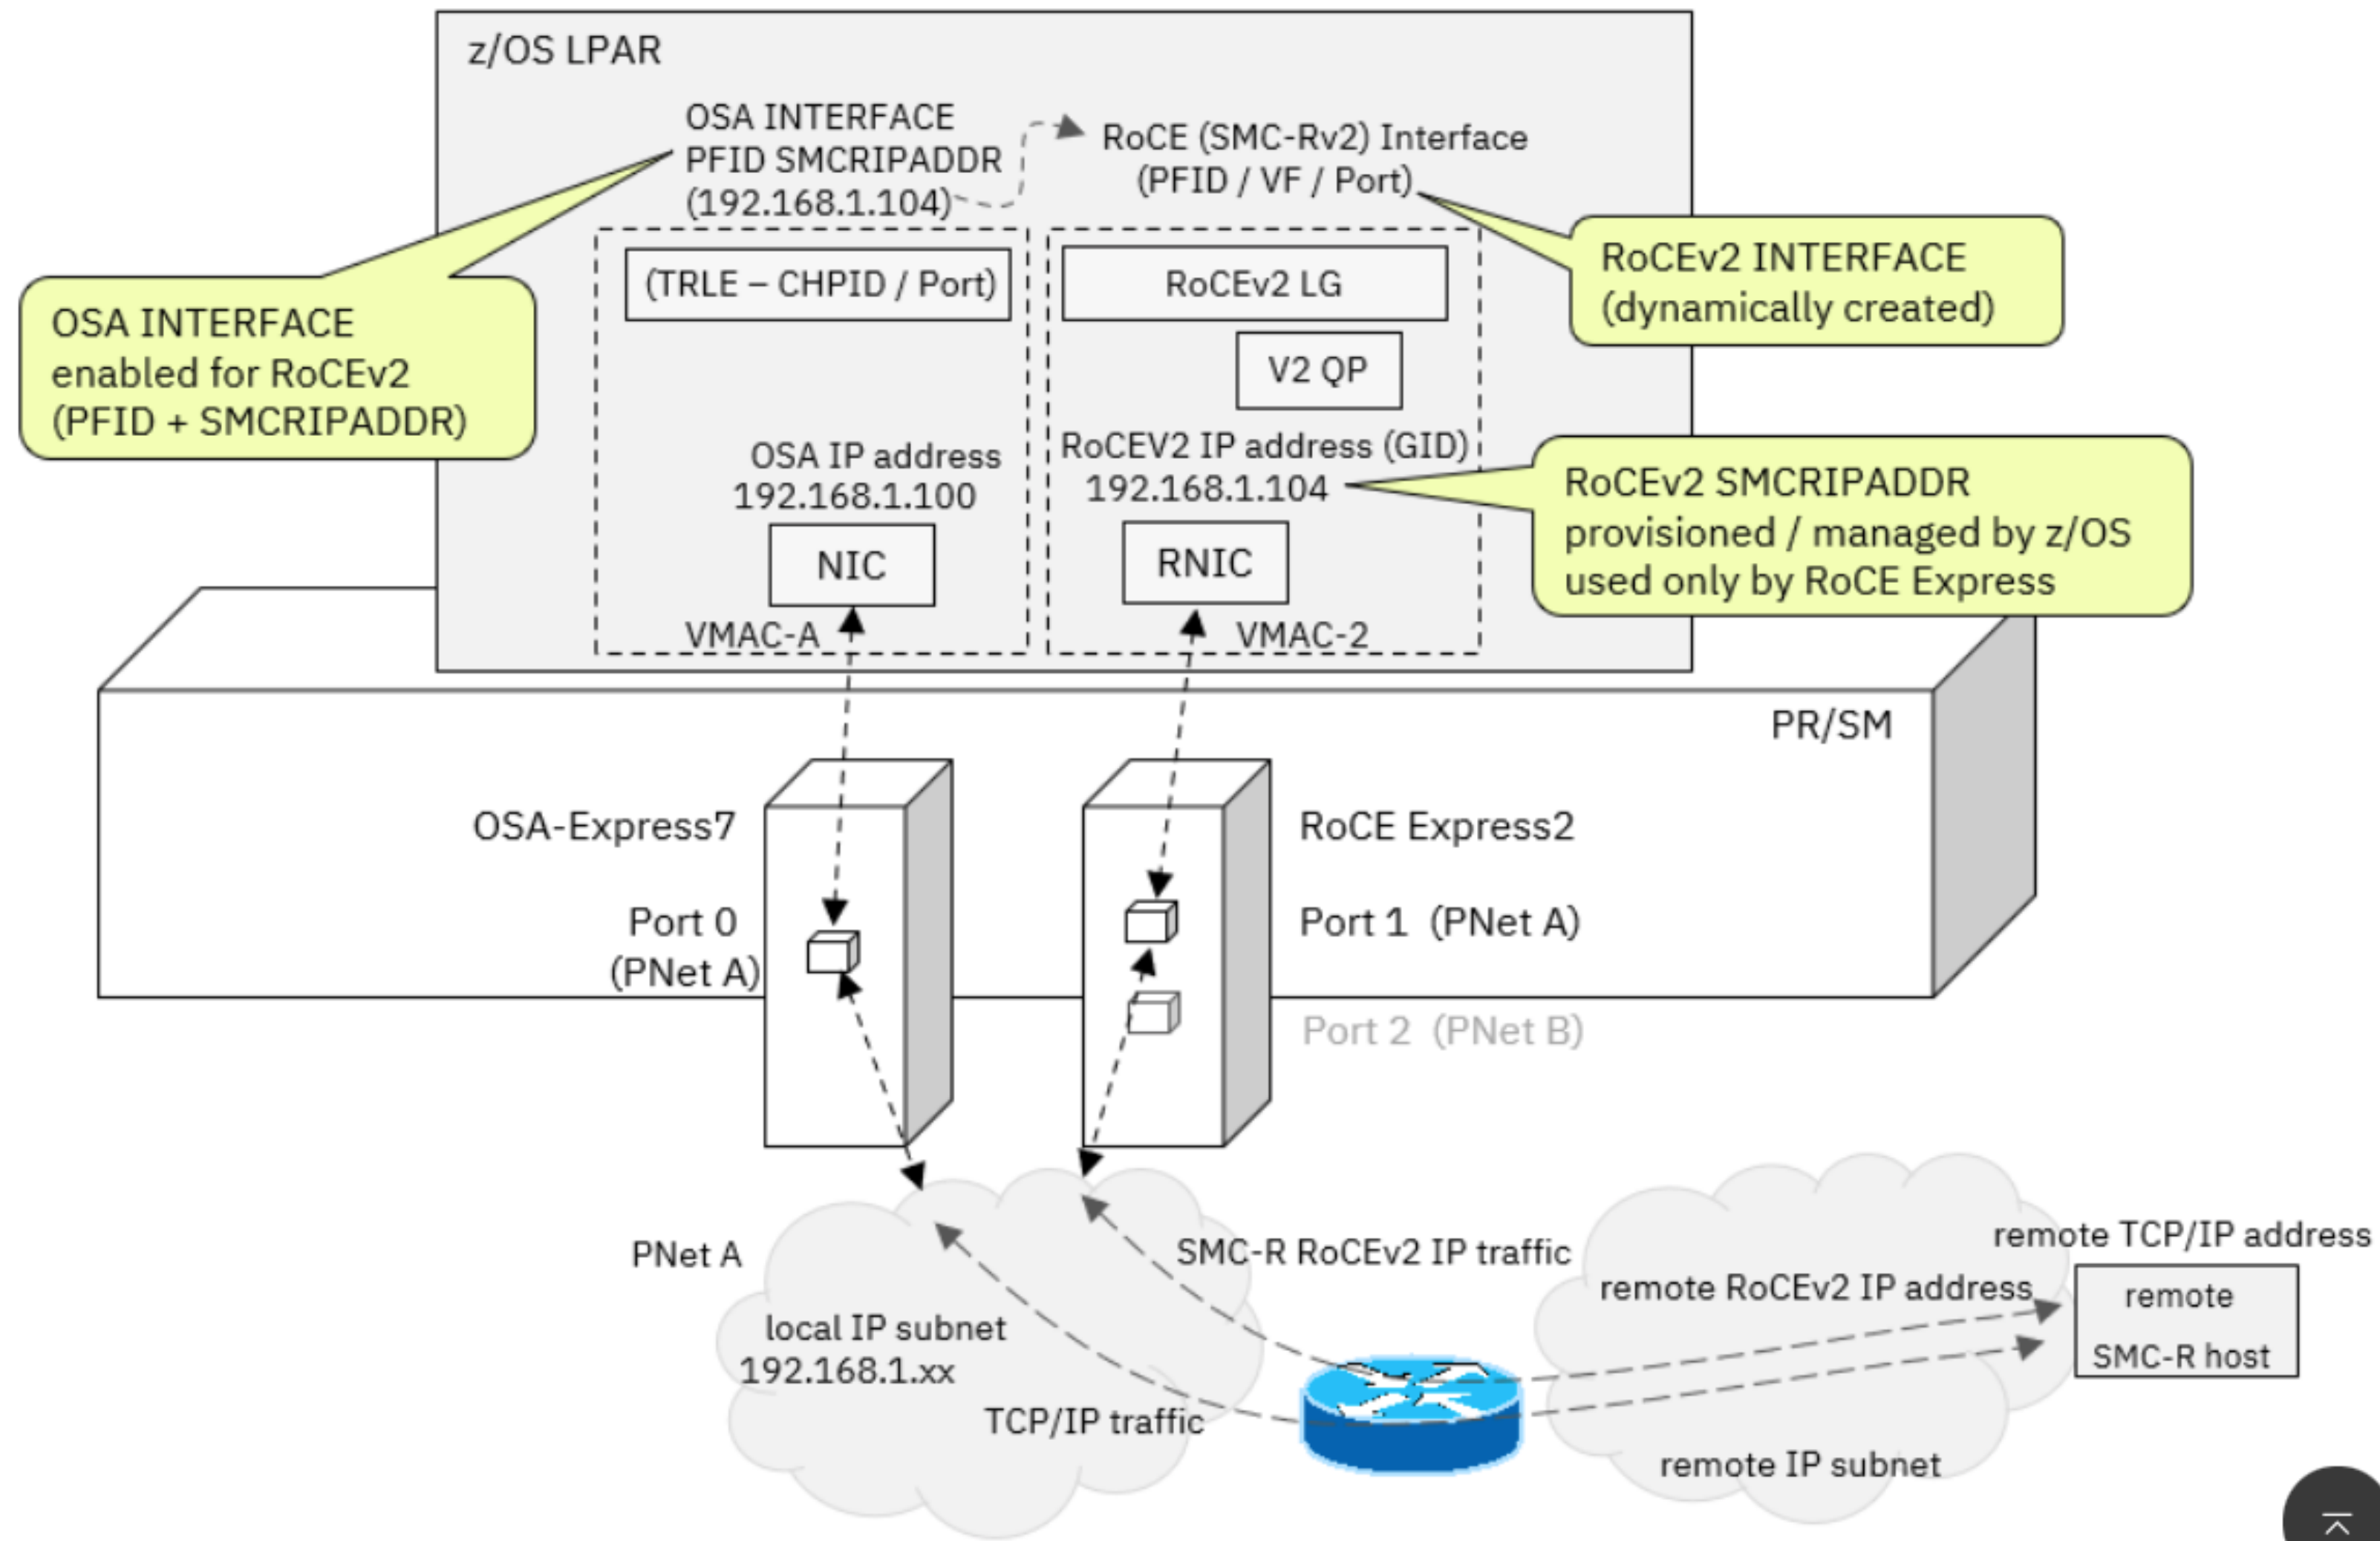 z/OS LPAR
OSA INTERFACE
PFID SMCRIPADDR
(192.168.1.104)
RoCE (SMC-Rv2) Interface
(PFID / VF / Port)
OSA INTERFACE
enabled for RoCEv2
(PFID + SMCRIPADDR)
(TRLE – CHPID / Port)
RoCEv2 LG
V2 QP
RoCEv2 INTERFACE
(dynamically created)
OSA IP address
192.168.1.100
RoCEV2 IP address (GID)
192.168.1.104
RoCEv2 SMCRIPADDR
provisioned / managed by z/OS
used only by RoCE Express
NIC
RNIC
VMAC-A
VMAC-2
PR/SM
OSA-Express7
RoCE Express2
Port 0
(PNet A)
Port 1 (PNet A)
Port 2 (PNet B)
PNet A
SMC-R RoCEv2 IP traffic
remote TCP/IP address
remote RoCEv2 IP address
remote
SMC-R host
local IP subnet
192.168.1.xx
TCP/IP traffic
remote IP subnet